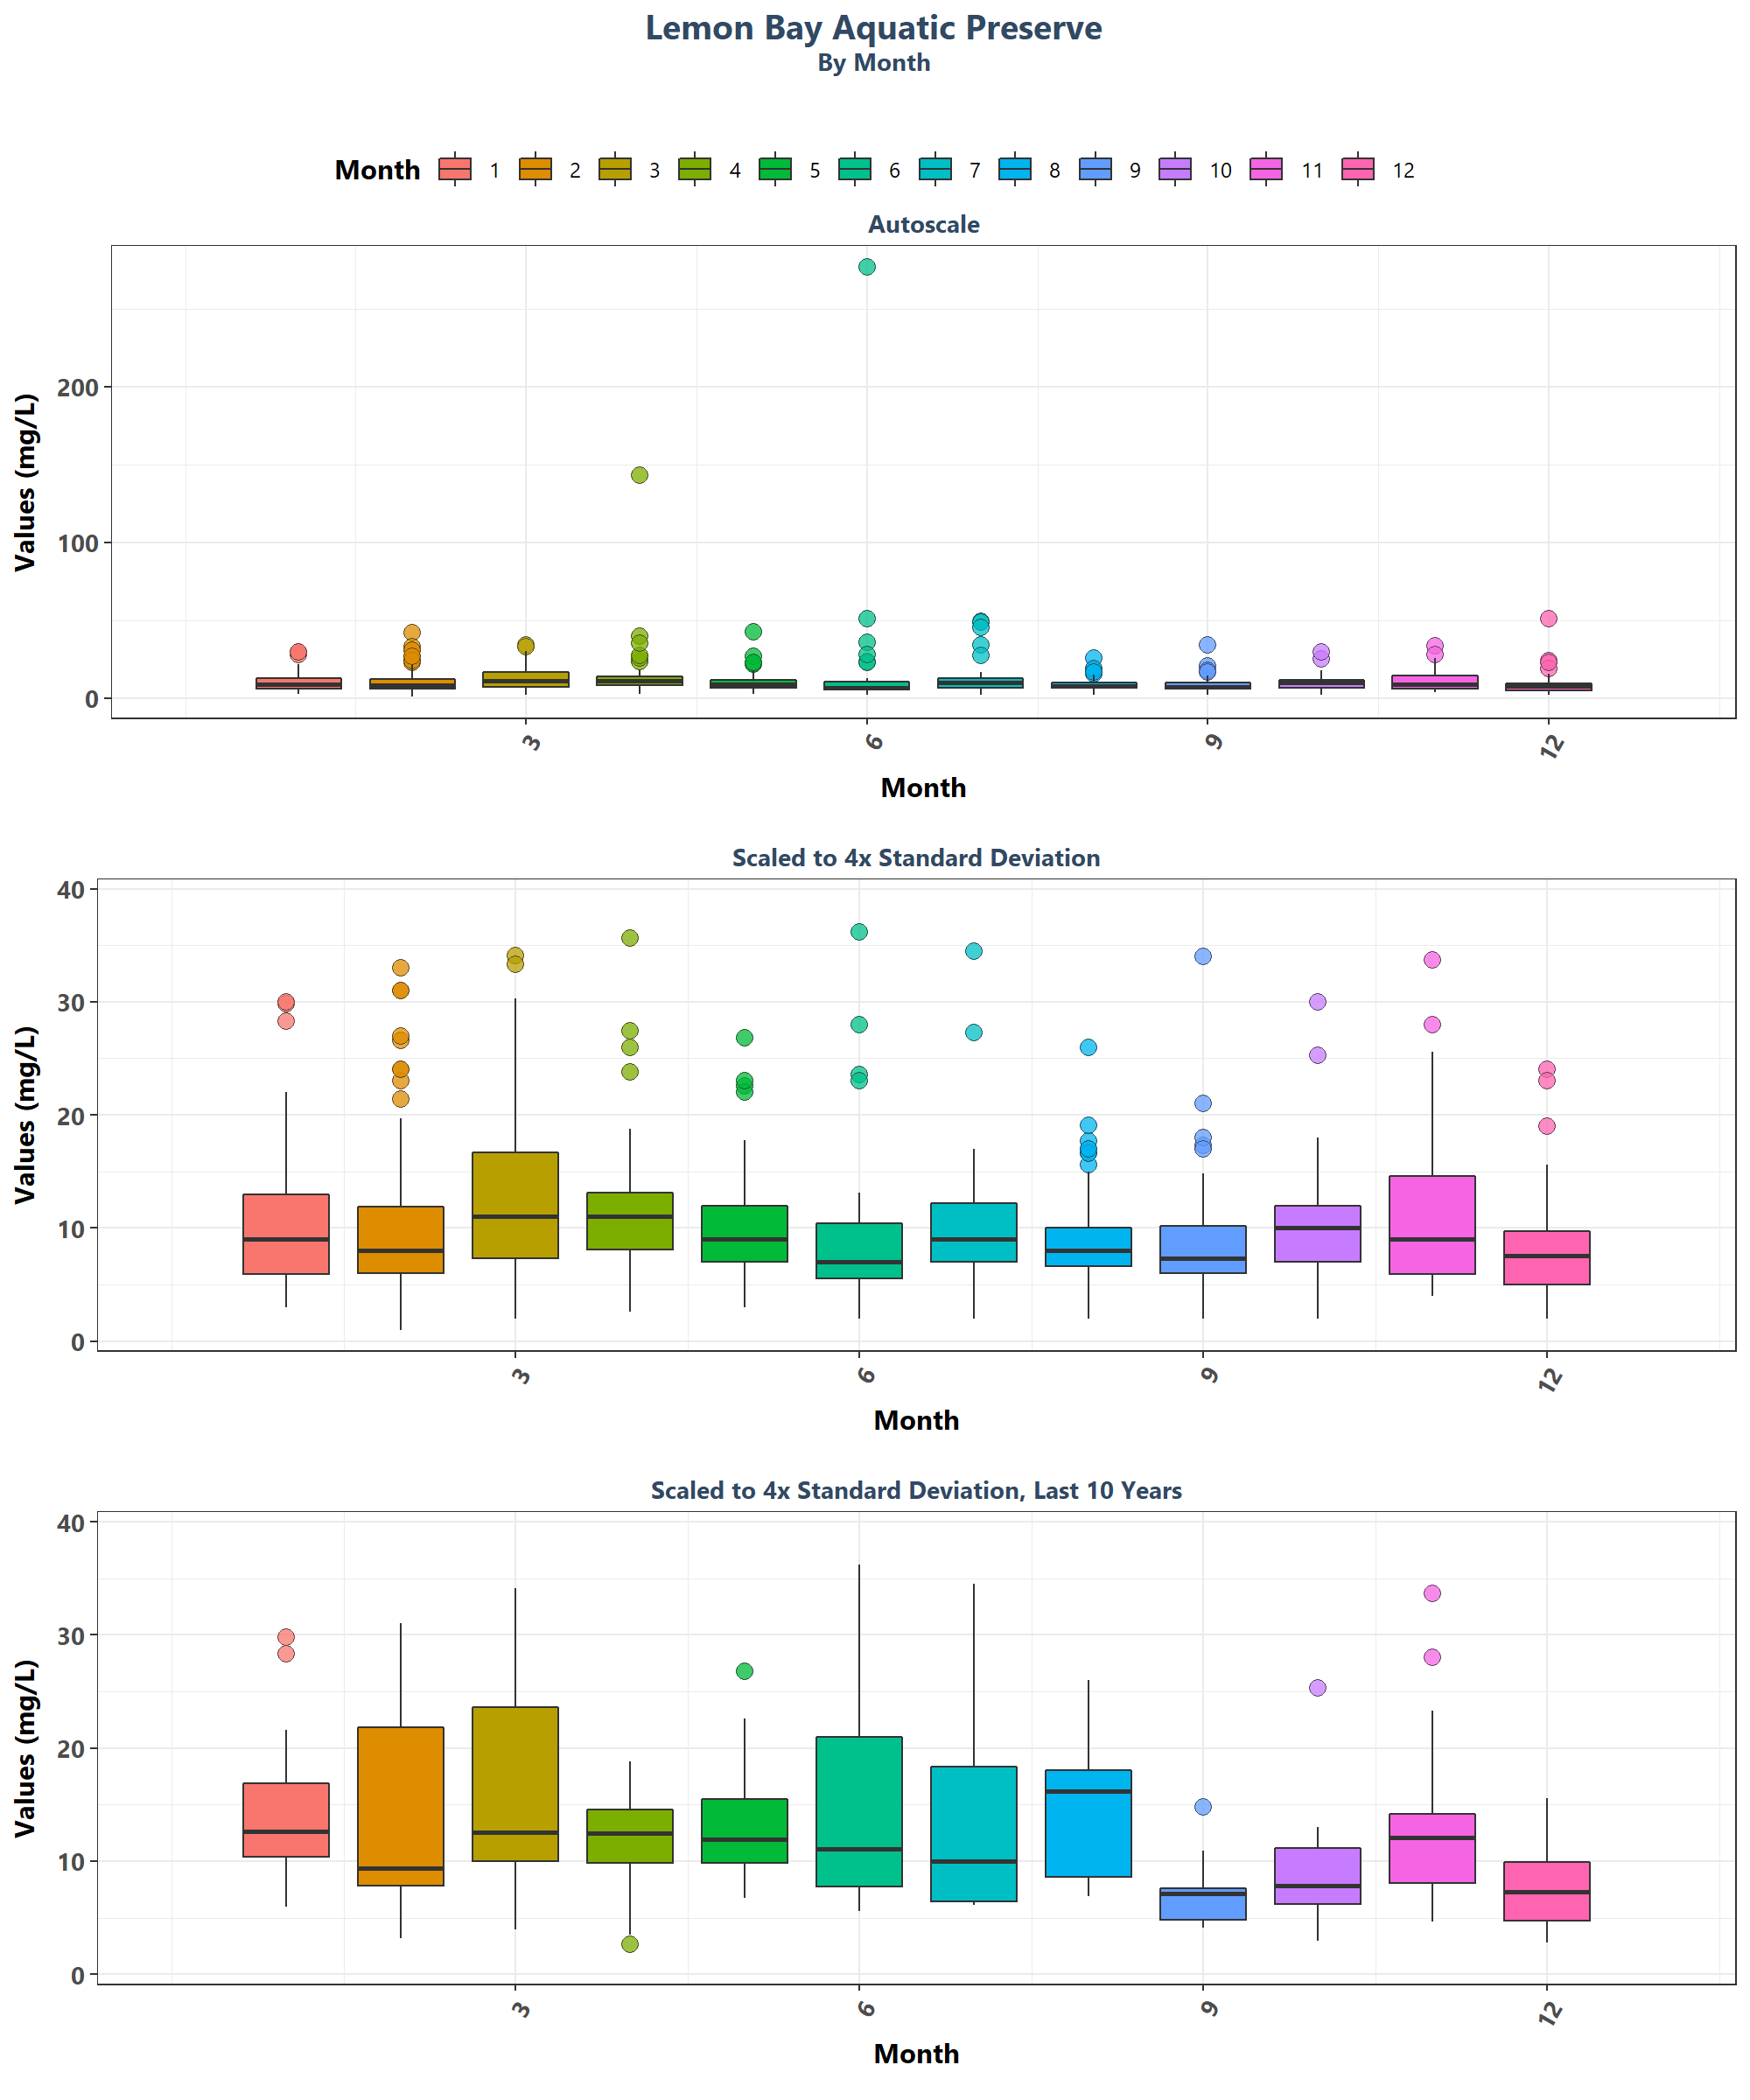 Lemon Bay Aquatic Preserve
By Month
Month 1 2 3 4 5 6 7 8 9 10 11 12
Autoscale
Values (mg/L)
200
100
0
3 6 9 12
Month
Scaled to 4x Standard Deviation
Values (mg/L)
40
30
20
10
0
3 6 9 12
Month
Scaled to 4x Standard Deviation, Last 10 Years
Values (mg/L)
40
30
20
10
0
3 6 9 12
Month